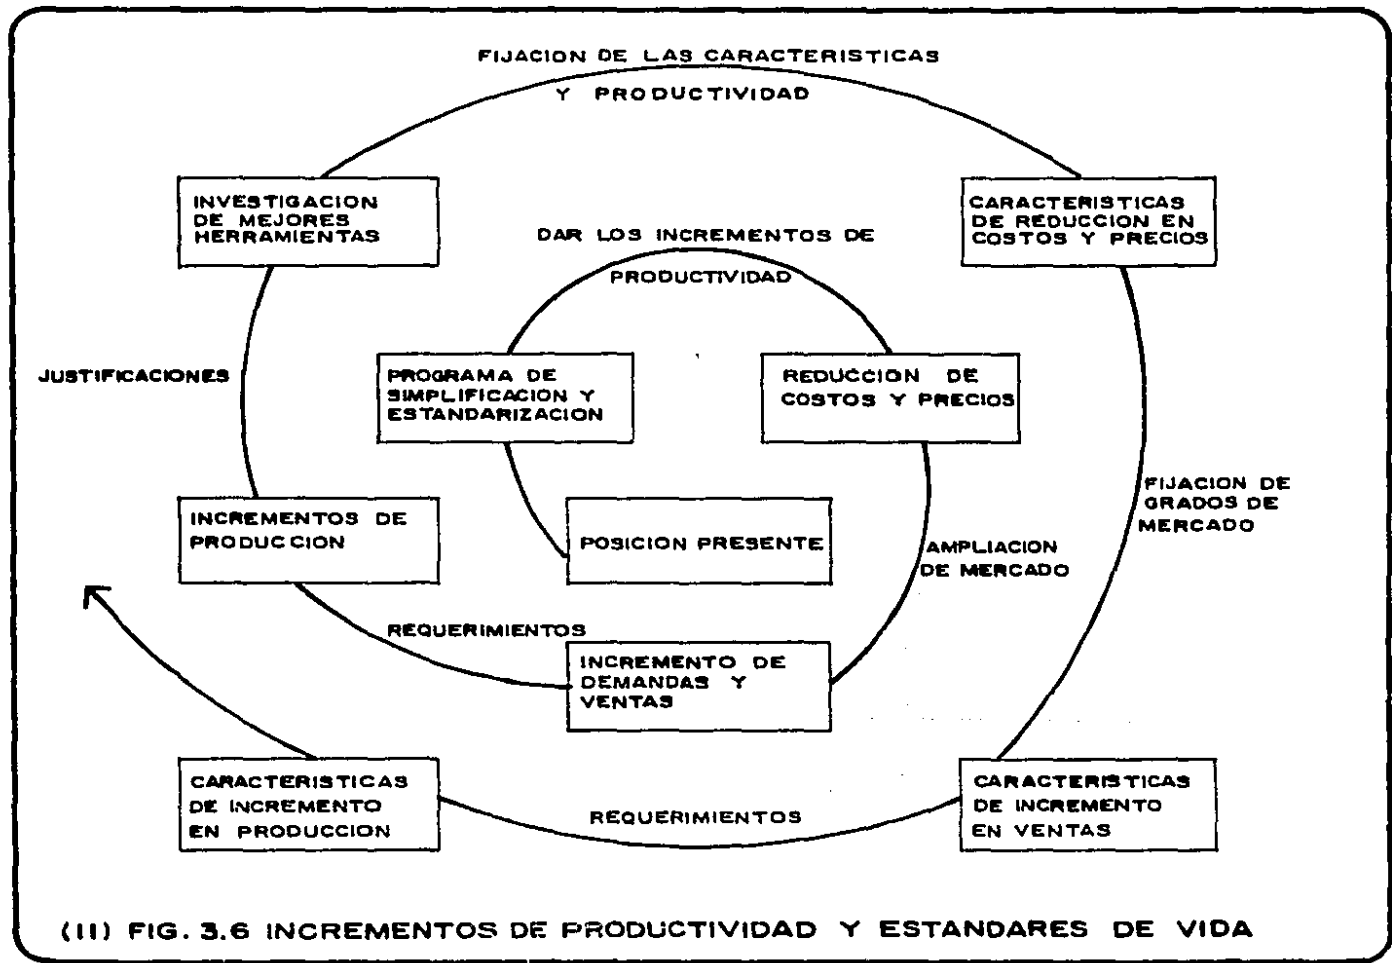 FIJACION DE LAS CARACTERISTICAS
Y PRODUCTIVIDAD
INVESTIGACION
DE MEJORES
HERRAMIENTAS
CARACTERISTICAS
DE REDUCCION EN
COSTOS Y PRECIOS
DAR LOS INCREMENTOS DE
PRODUCTIVIDAD
JUSTIFICACIONES
PROGRAMA DE
SIMPLIFICACION Y
ESTANDARIZACION
REDUCCION DE
COSTOS Y PRECIOS
FIJACION DE
GRADOS DE
MERCADO
INCREMENTOS DE
PRODUCCION
POSICION PRESENTE
AMPLIACION
DE MERCADO
REQUERIMIENTOS
INCREMENTO DE
DEMANDAS Y
VENTAS
CARACTERISTICAS
DE INCREMENTO
EN PRODUCCION
REQUERIMIENTOS
CARACTERISTICAS
DE INCREMENTO
EN VENTAS
(11) FIG. 3.6 INCREMENTOS DE PRODUCTIVIDAD Y ESTANDARES DE VIDA